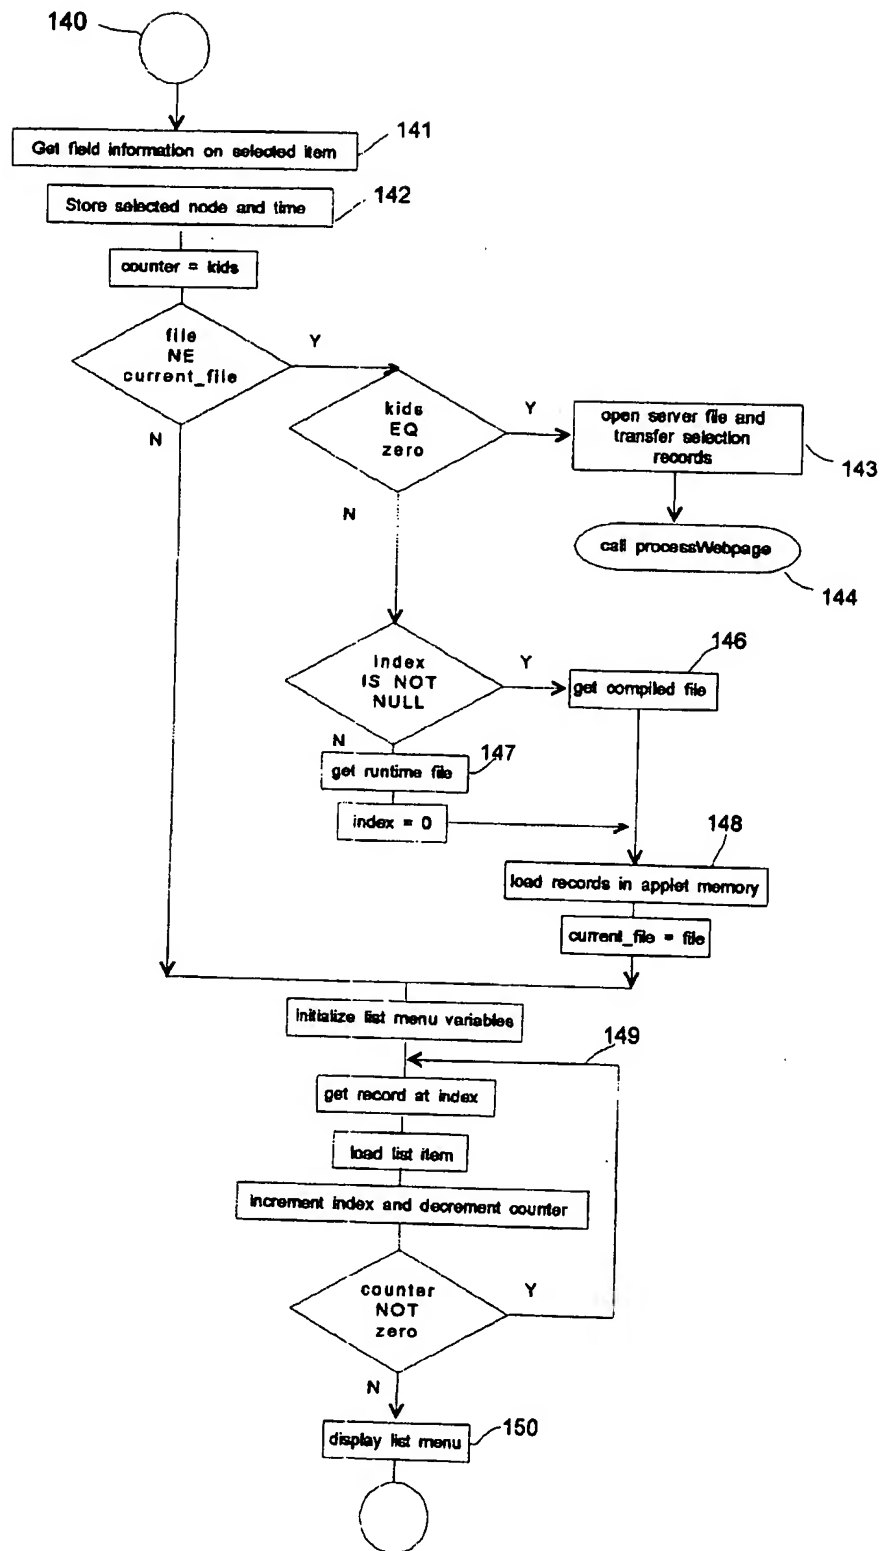 140
141
Get field information on selected item
142
Store selected node and time
counter = kids
file
NE
current_file
Y
N
kids
EQ
zero
Y
N
open server file and
transfer selection
records
143
call processWebpage
144
index
IS NOT
NULL
Y
N
146
get compiled file
147
get runtime file
index = 0
148
load records in applet memory
current_file = file
initialize list menu variables
149
get record at index
load list item
increment index and decrement counter
counter
NOT
zero
Y
N
display list menu
150